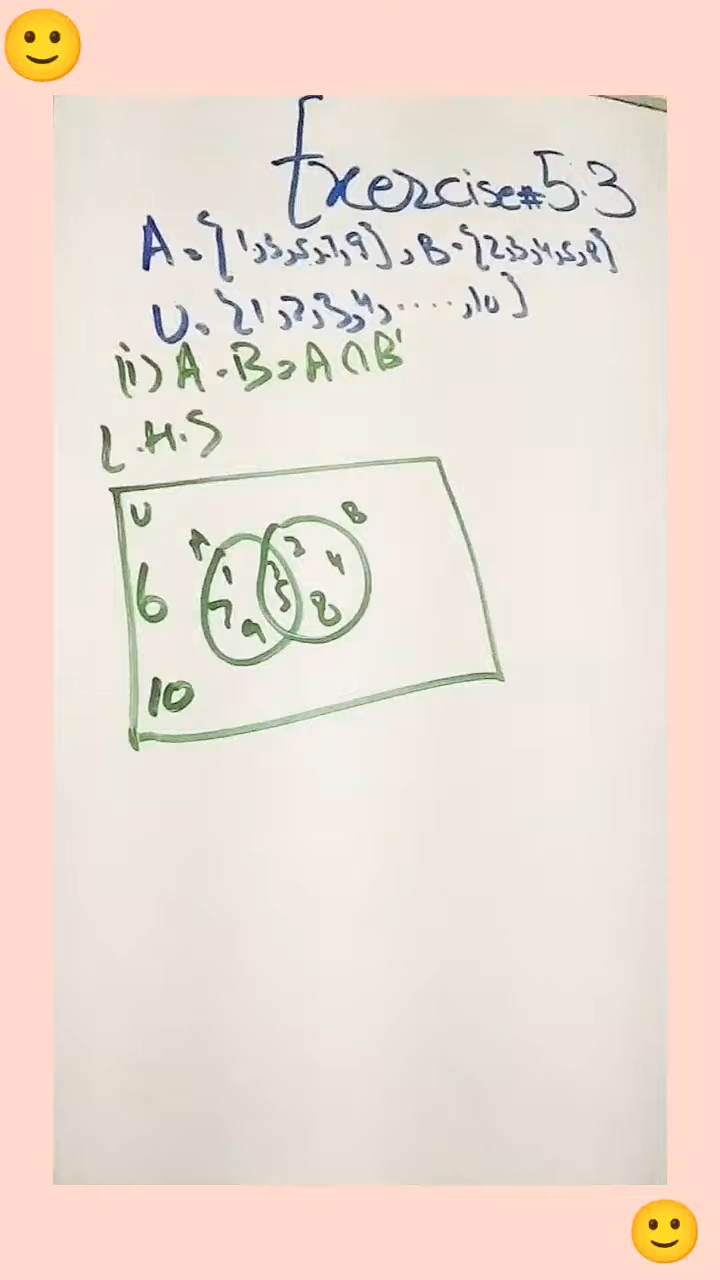 Exercise#5.3
A={1,3,5,7,9},B={2,3,4,5,8}
U={1,2,3,4,....,10}
(i) A-B=A∩B'
L.H.S
U
A
B
6
1
3
2
4
7
5
8
9
10